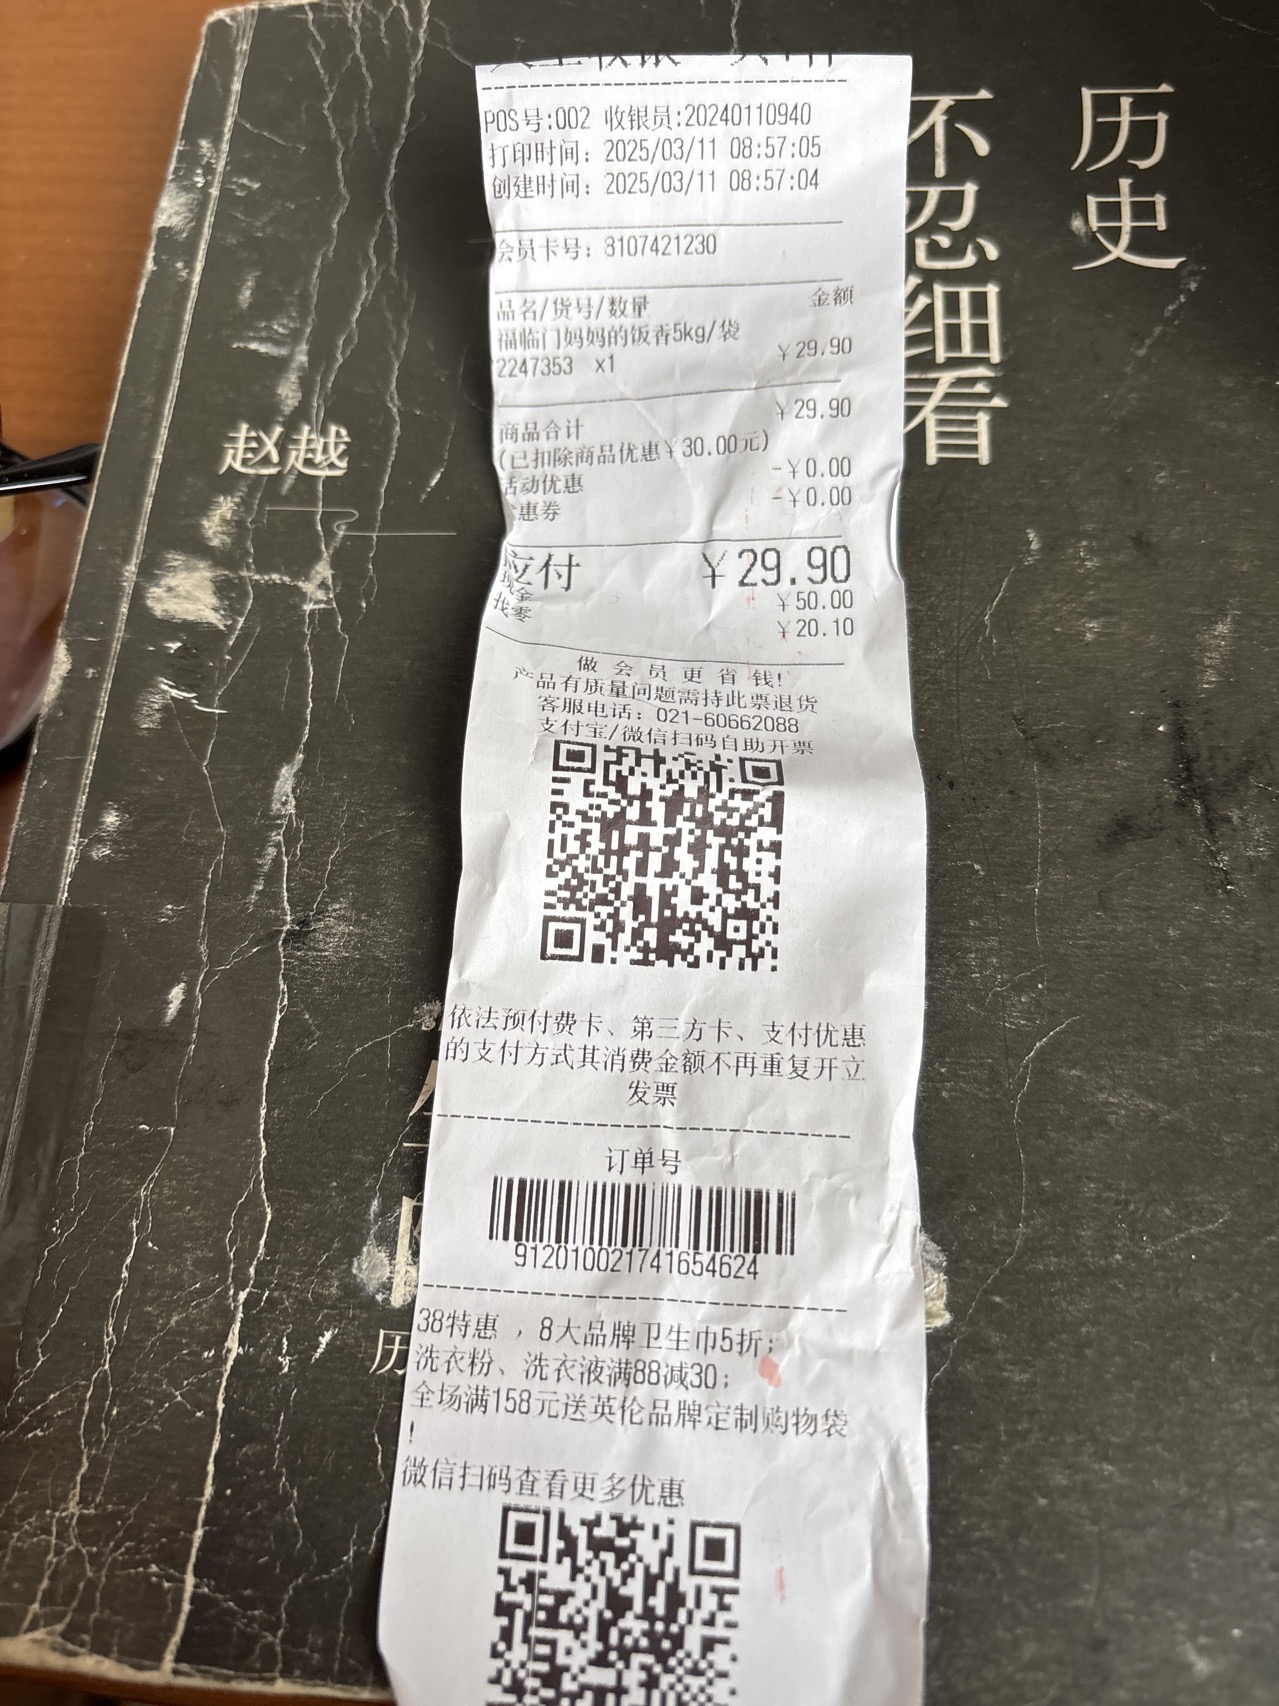 POS号:002 收银员:20240110940
打印时间: 2025/03/11 08:57:05
创建时间: 2025/03/11 08:57:04
会员卡号: 8107421230
品名/货号/数量 金额
福临门妈妈的饭香5kg/袋
2247353 x1 ￥29.90
商品合计 ￥29.90
(已扣除商品优惠￥30.00元)
活动优惠 -￥0.00
惠券 -￥0.00
应付 ￥29.90
现金 ￥50.00
找零 ￥20.10
做会员更省钱!
产品有质量问题需持此票退货
客服电话: 021-60662088
支付宝/微信扫码自助开票
依法预付费卡、第三方卡、支付优惠
的支付方式其消费金额不再重复开立
发票
订单号
912010021741654624
38特惠 ，8大品牌卫生巾5折;
洗衣粉、洗衣液满88减30;
全场满158元送英伦品牌定制购物袋
!
微信扫码查看更多优惠
历史
不忍细看
赵越
历